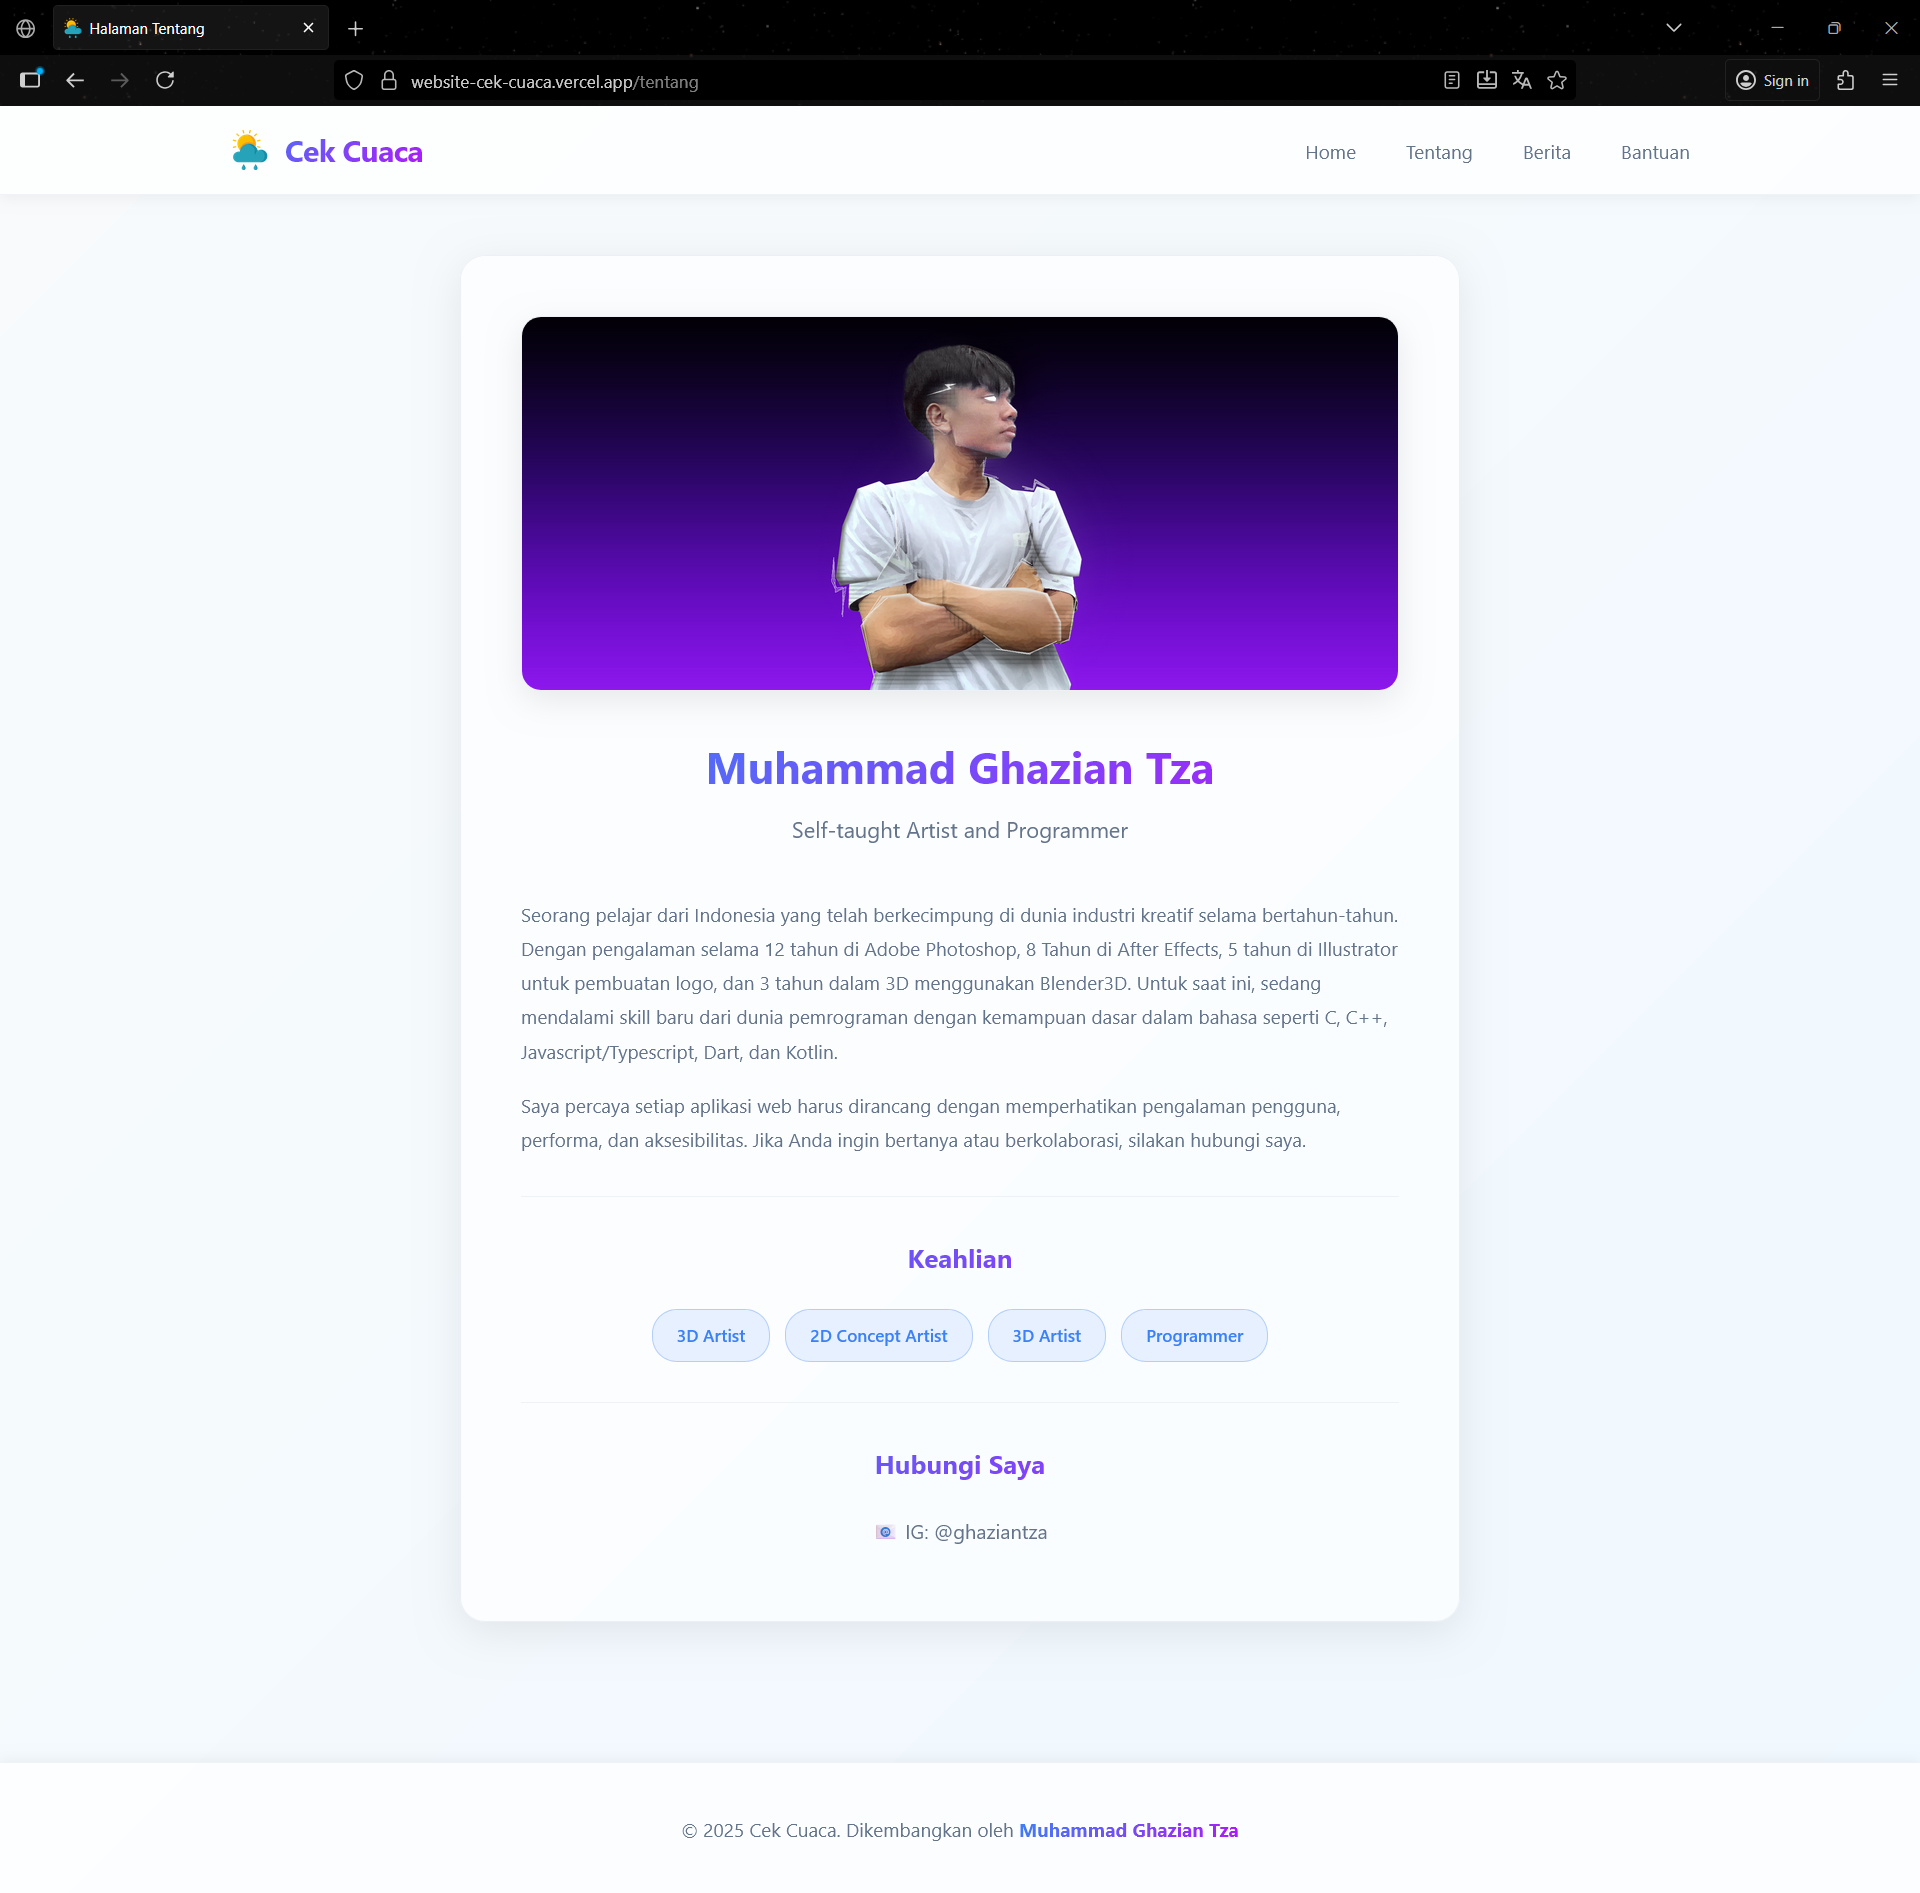 Halaman Tentang
website-cek-cuaca.vercel.app/tentang
Sign in
Cek Cuaca
Home
Tentang
Berita
Bantuan
Muhammad Ghazian Tza
Self-taught Artist and Programmer
Seorang pelajar dari Indonesia yang telah berkecimpung di dunia industri kreatif selama bertahun-tahun.
Dengan pengalaman selama 12 tahun di Adobe Photoshop, 8 Tahun di After Effects, 5 tahun di Illustrator
untuk pembuatan logo, dan 3 tahun dalam 3D menggunakan Blender3D. Untuk saat ini, sedang
mendalami skill baru dari dunia pemrograman dengan kemampuan dasar dalam bahasa seperti C, C++,
Javascript/Typescript, Dart, dan Kotlin.
Saya percaya setiap aplikasi web harus dirancang dengan memperhatikan pengalaman pengguna,
performa, dan aksesibilitas. Jika Anda ingin bertanya atau berkolaborasi, silakan hubungi saya.
Keahlian
3D Artist
2D Concept Artist
3D Artist
Programmer
Hubungi Saya
IG: @ghaziantza
© 2025 Cek Cuaca. Dikembangkan oleh Muhammad Ghazian Tza